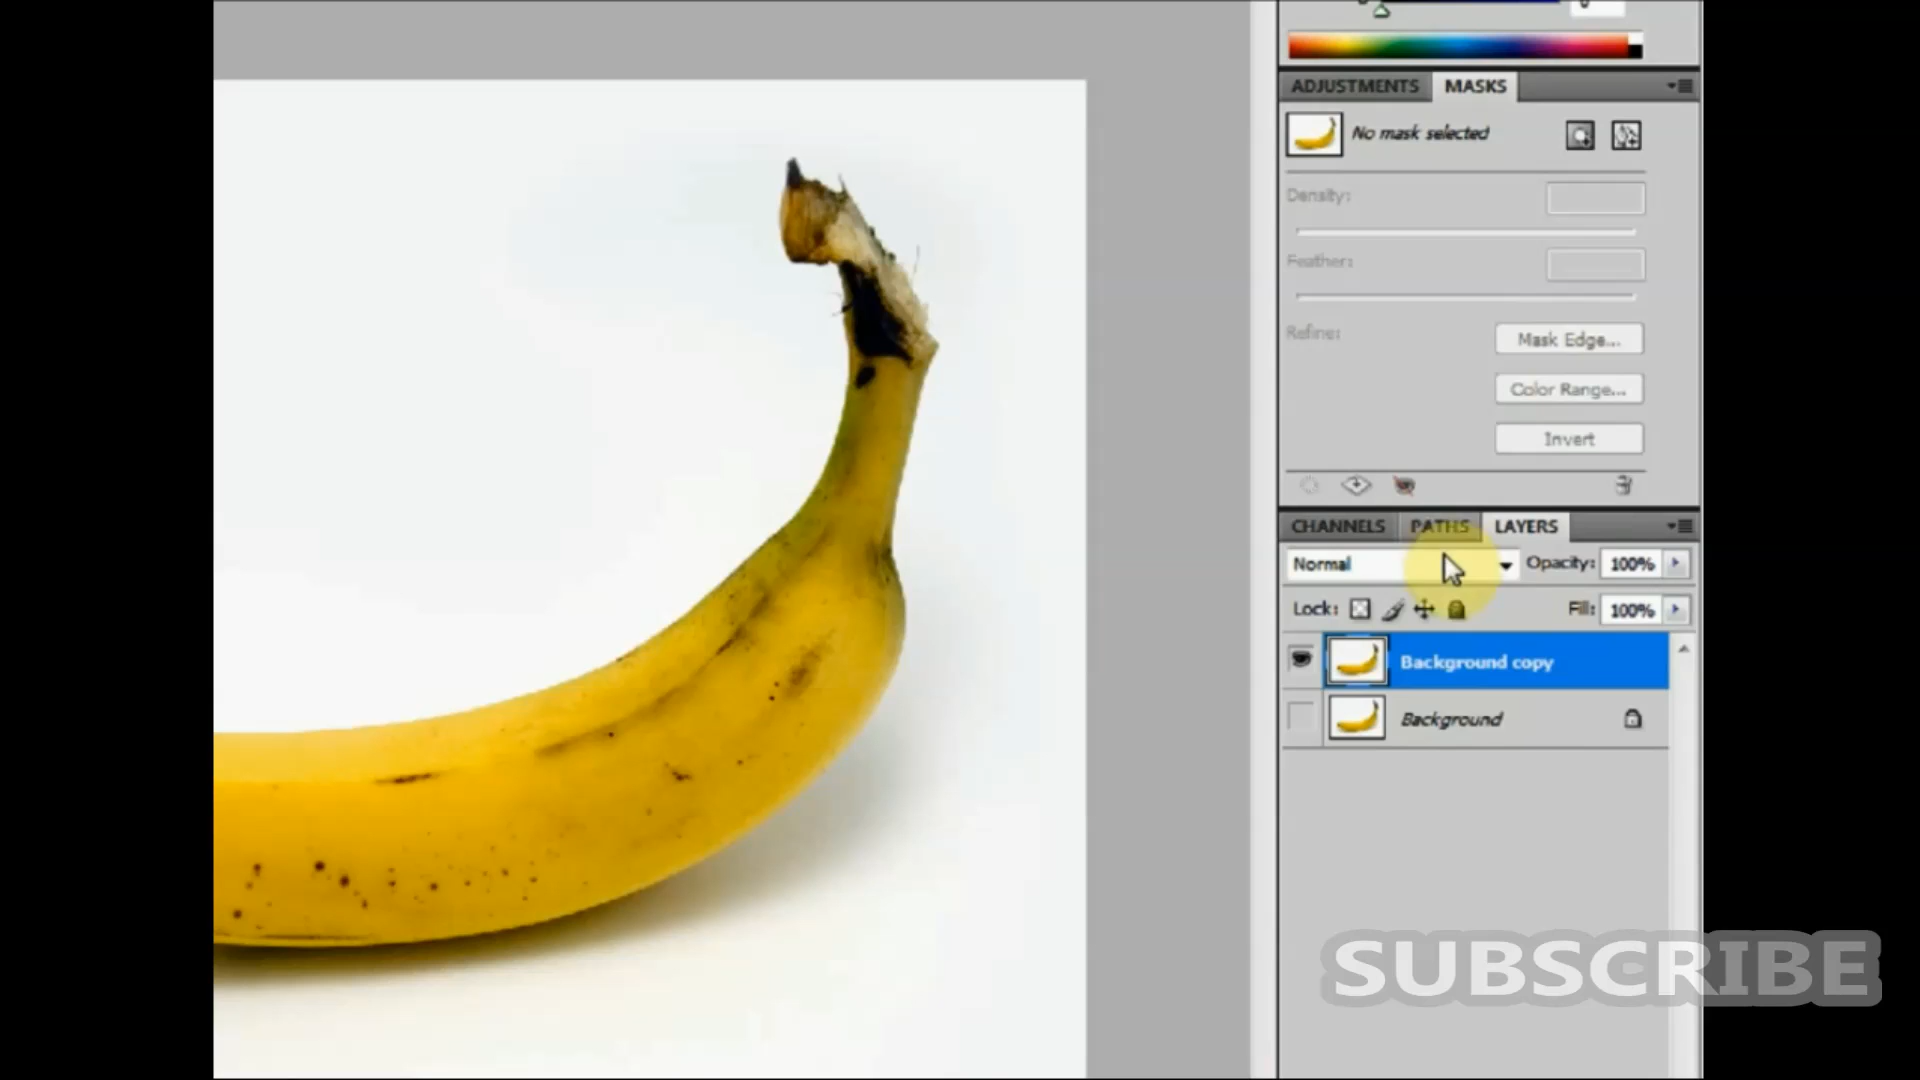 ADJUSTMENTS MASKS
No mask selected
Density:
Feather:
Refine:
Mask Edge...
Color Range...
Invert
CHANNELS PATHS LAYERS
Normal Opacity: 100%
Lock: Fill: 100%
Background copy
Background
SUBSCRIBE